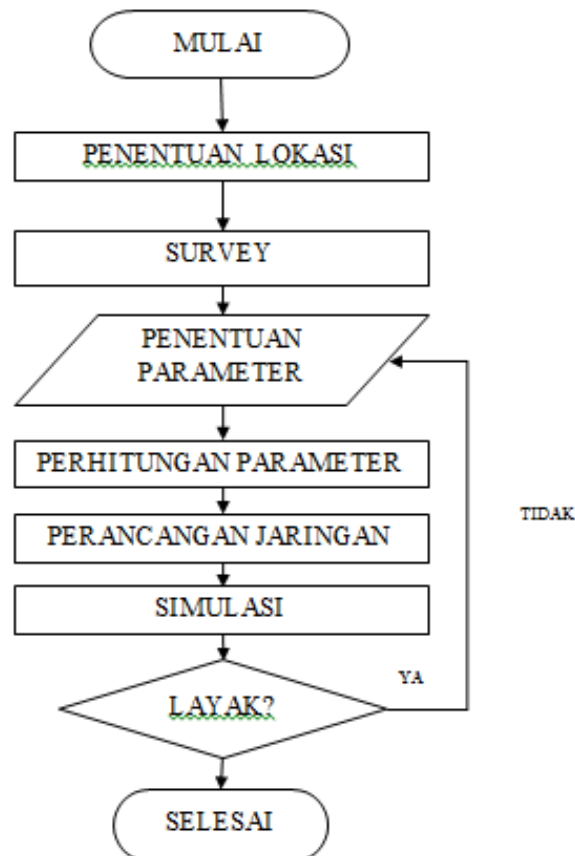 MULAI
PENENTUAN LOKASI
SURVEY
PENENTUAN
PARAMETER
PERHITUNGAN PARAMETER
PERANCANGAN JARINGAN
TIDAK
SIMULASI
YA
LAYAK?
SELESAI